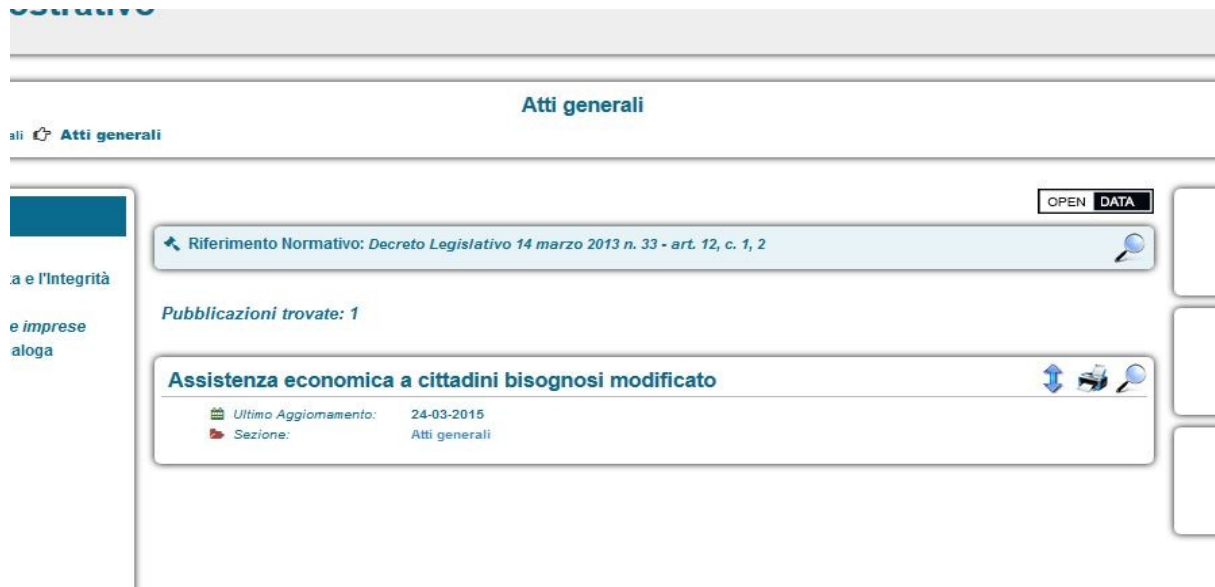 Atti generali
ali Atti generali
OPEN DATA
Riferimento Normativo: Decreto Legislativo 14 marzo 2013 n. 33 - art. 12, c. 1, 2
a e l'Integrità
e imprese
aloga
Pubblicazioni trovate: 1
Assistenza economica a cittadini bisognosi modificato
Ultimo Aggiornamento: 24-03-2015
Sezione: Atti generali